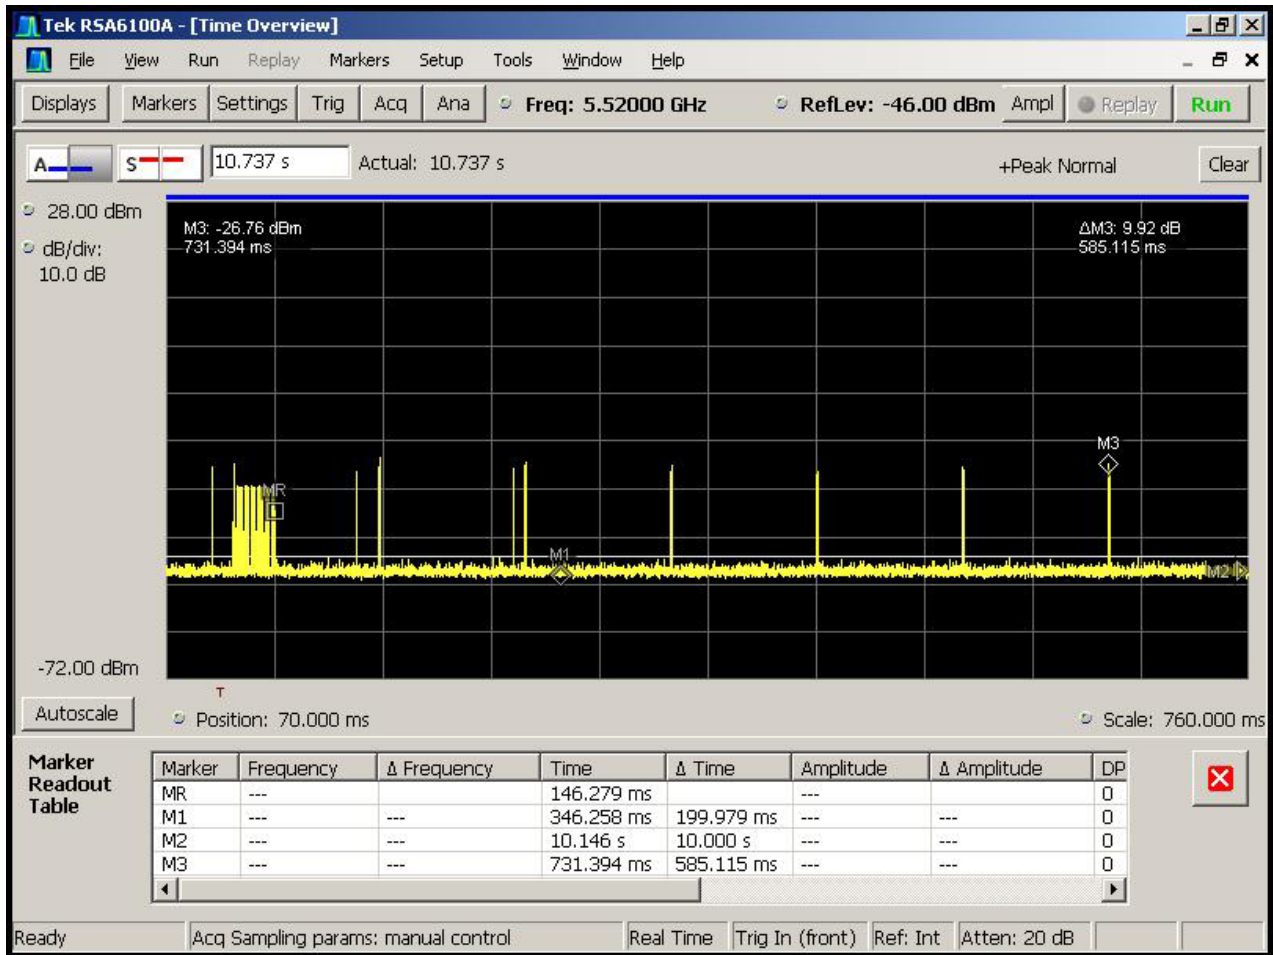 Tek RSA6100A - [Time Overview]
File View Run Replay Markers Setup Tools Window Help
Displays Markers Settings Trig Acq Ana Freq: 5.52000 GHz RefLev: -46.00 dBm Ampl Replay Run
A S 10.737 s Actual: 10.737 s +Peak Normal Clear
28.00 dBm
dB/div:
10.0 dB
M3: -26.76 dBm
731.394 ms
ΔM3: 9.92 dB
585.115 ms
M3
MR
M1
M2
-72.00 dBm
T
Autoscale Position: 70.000 ms Scale: 760.000 ms
Marker
Readout
Table
Marker Frequency Δ Frequency Time Δ Time Amplitude Δ Amplitude DP
MR --- 146.279 ms --- 0
M1 --- --- 346.258 ms 199.979 ms --- --- 0
M2 --- --- 10.146 s 10.000 s --- --- 0
M3 --- --- 731.394 ms 585.115 ms --- --- 0
Ready Acq Sampling params: manual control Real Time Trig In (front) Ref: Int Atten: 20 dB